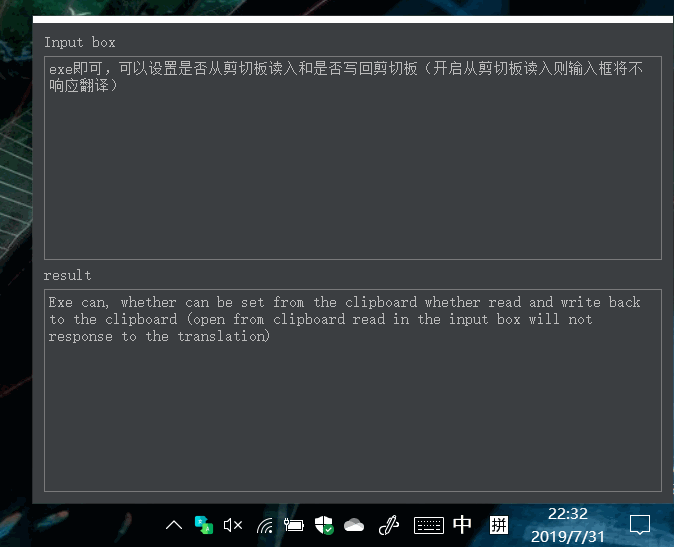 Input box
exe即可，可以设置是否从剪切板读入和是否写回剪切板（开启从剪切板读入则输入框将不
响应翻译）
result
Exe can, whether can be set from the clipboard whether read and write back
to the clipboard (open from clipboard read in the input box will not
response to the translation)
中
拼
22:32
2019/7/31